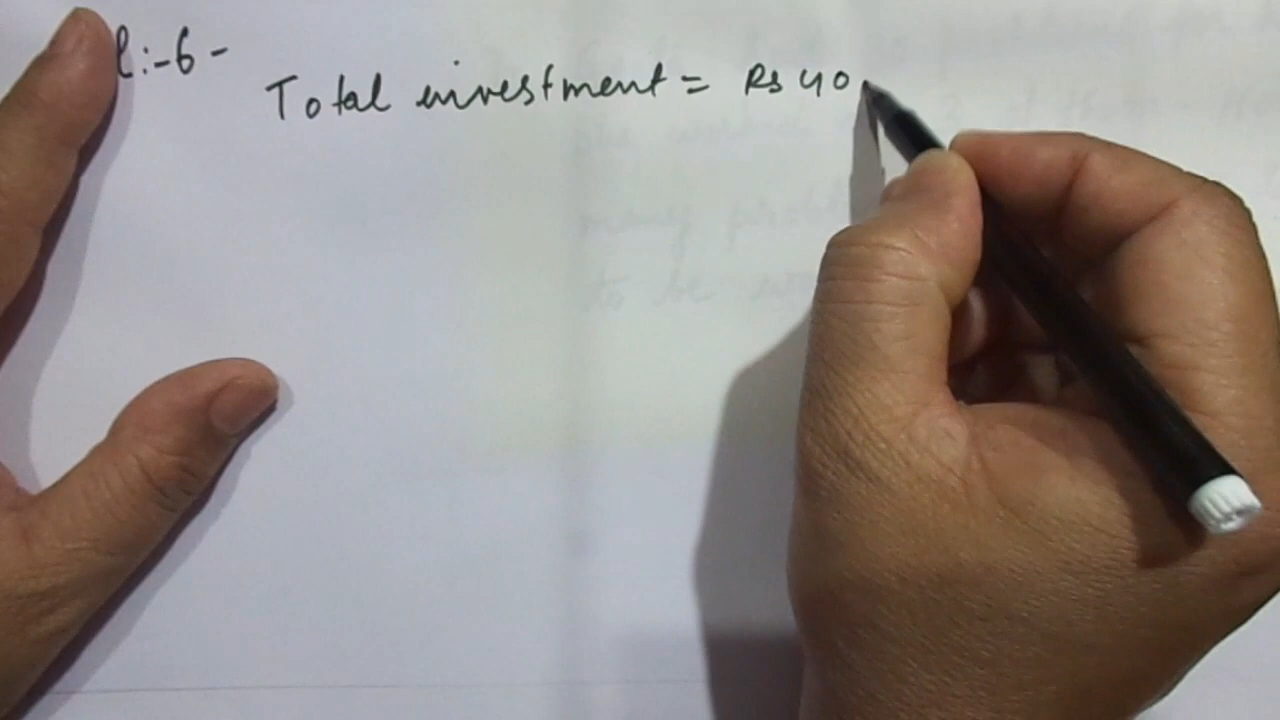 l:-6-
Total investment = Rs 40